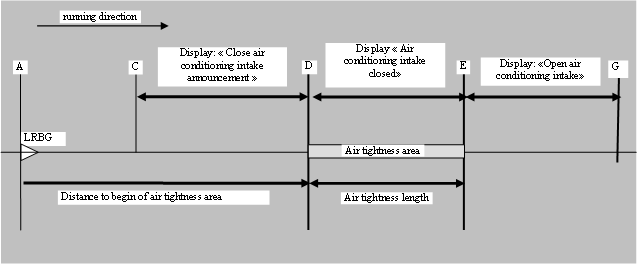 running direction
Display: « Close air
conditioning intake
announcement »
Display « Air
conditioning intake
closed»
Display: «Open air
conditioning intake»
A
C
D
E
G
LRBG
Air tightness area
Distance to begin of air tightness area
Air tightness length